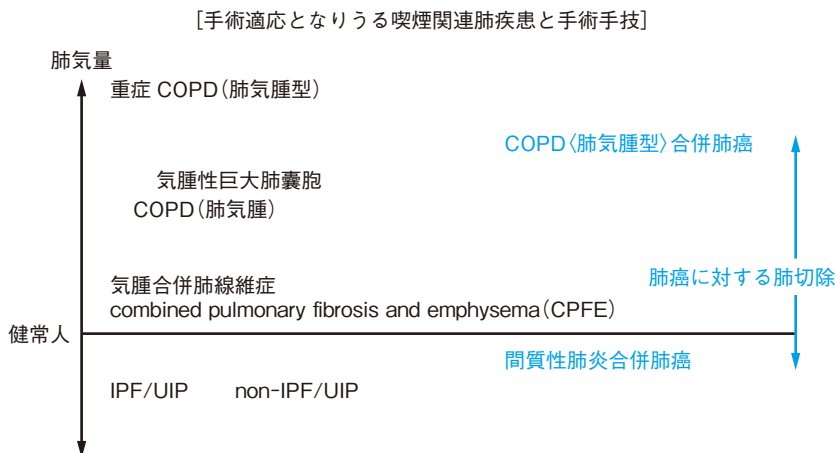 [手術適応となりうる喫煙関連肺疾患と手術手技]
肺気量
重症 COPD(肺気腫型)
COPD〈肺気腫型〉合併肺癌
気腫性巨大肺囊胞
COPD(肺気腫)
肺癌に対する肺切除
気腫合併肺線維症
combined pulmonary fibrosis and emphysema(CPFE)
健常人
間質性肺炎合併肺癌
IPF/UIP non-IPF/UIP